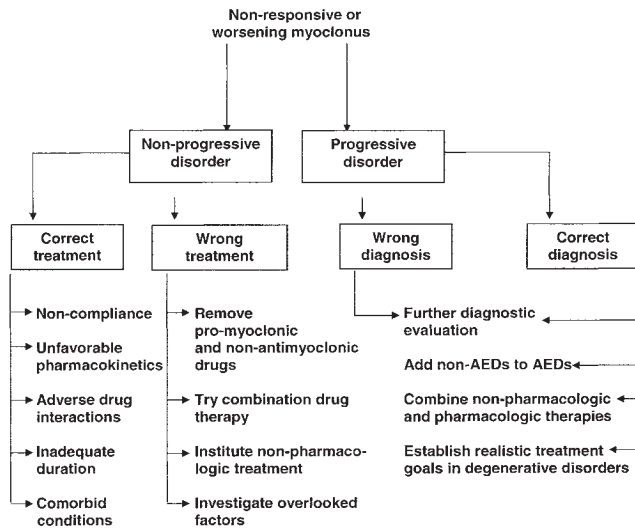 Non-responsive or
worsening myoclonus
Non-progressive
disorder
Progressive
disorder
Correct
treatment
Wrong
treatment
Wrong
diagnosis
Correct
diagnosis
Non-compliance
Unfavorable
pharmacokinetics
Adverse drug
interactions
Inadequate
duration
Comorbid
conditions
Remove
pro-myoclonic
and non-antimyoclonic
drugs
Try combination drug
therapy
Institute non-pharmaco-
logic treatment
Investigate overlooked
factors
Further diagnostic
evaluation
Add non-AEDs to AEDs
Combine non-pharmacologic
and pharmacologic therapies
Establish realistic treatment
goals in degenerative disorders